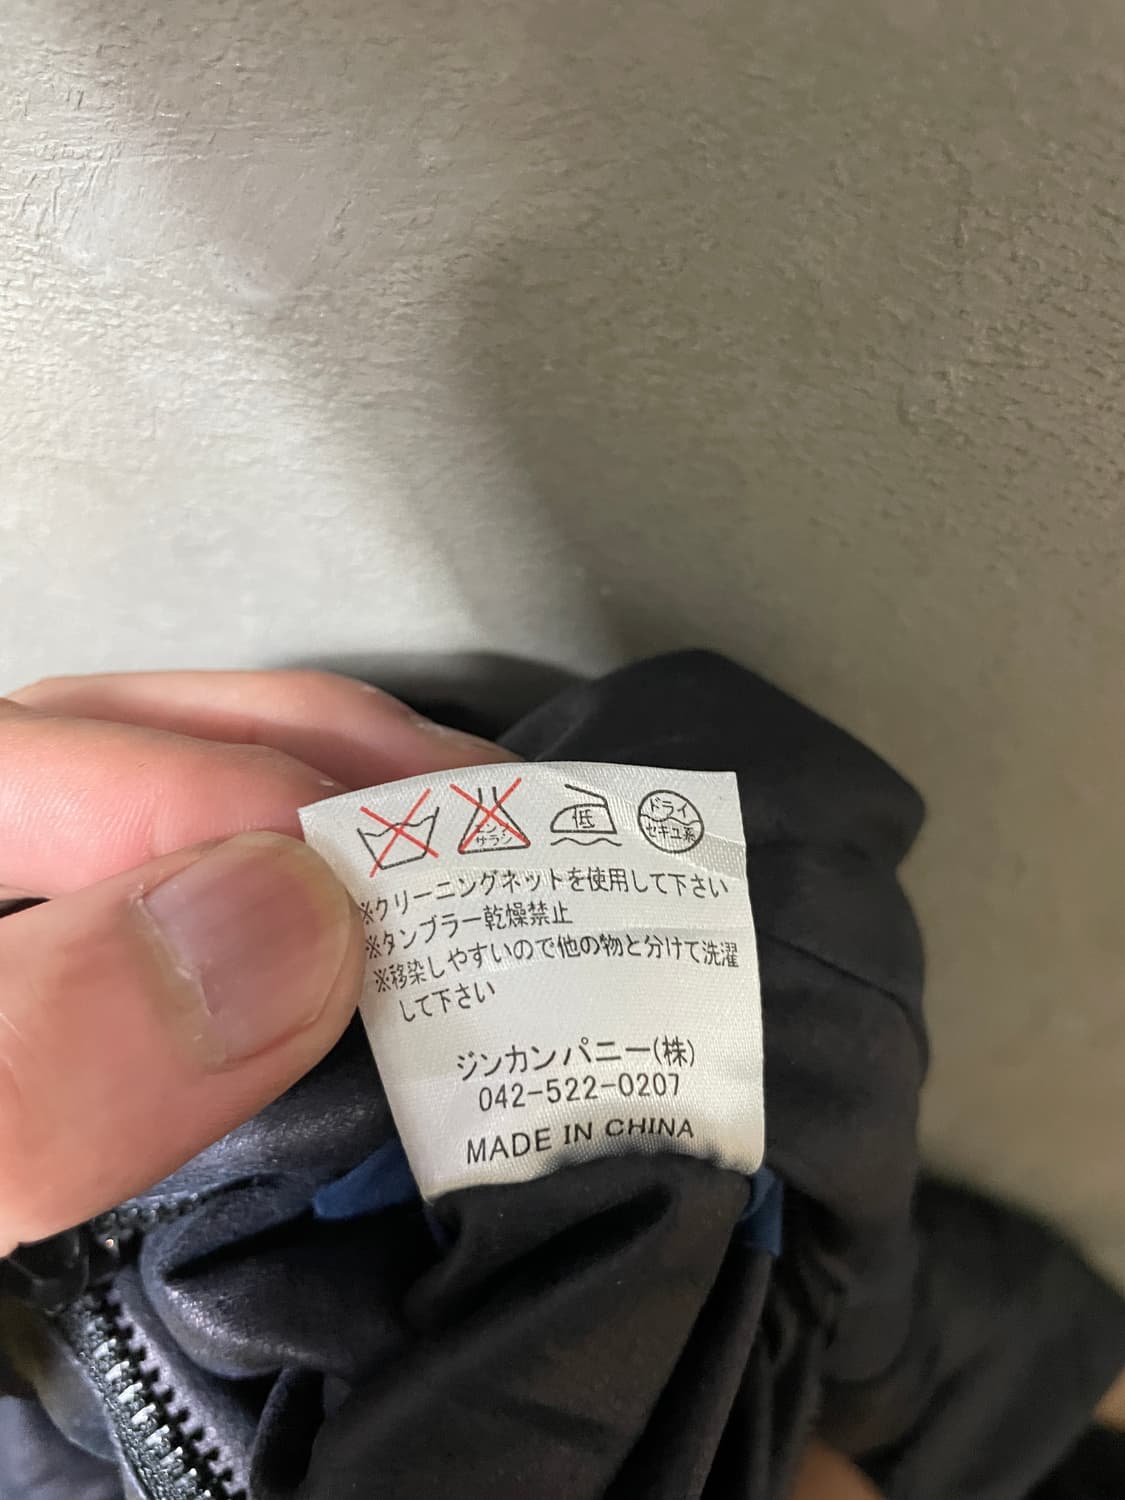 エンソ
サラシ
低
ドライ
セキユ系
※クリーニングネットを使用して下さい
※タンブラー乾燥禁止
※移染しやすいので他の物と分けて洗濯
して下さい
ジンカンパニー(株)
042-522-0207
MADE IN CHINA